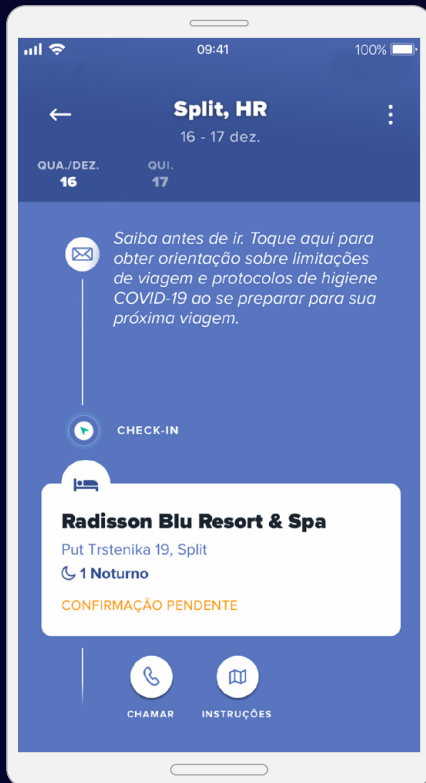 09:41
100%
Split, HR
16 - 17 dez.
QUA./DEZ.
16
QUI.
17
Saiba antes de ir. Toque aqui para
obter orientação sobre limitações
de viagem e protocolos de higiene
COVID-19 ao se preparar para sua
próxima viagem.
CHECK-IN
Radisson Blu Resort & Spa
Put Trstenika 19, Split
1 Noturno
CONFIRMAÇÃO PENDENTE
CHAMAR
INSTRUÇÕES